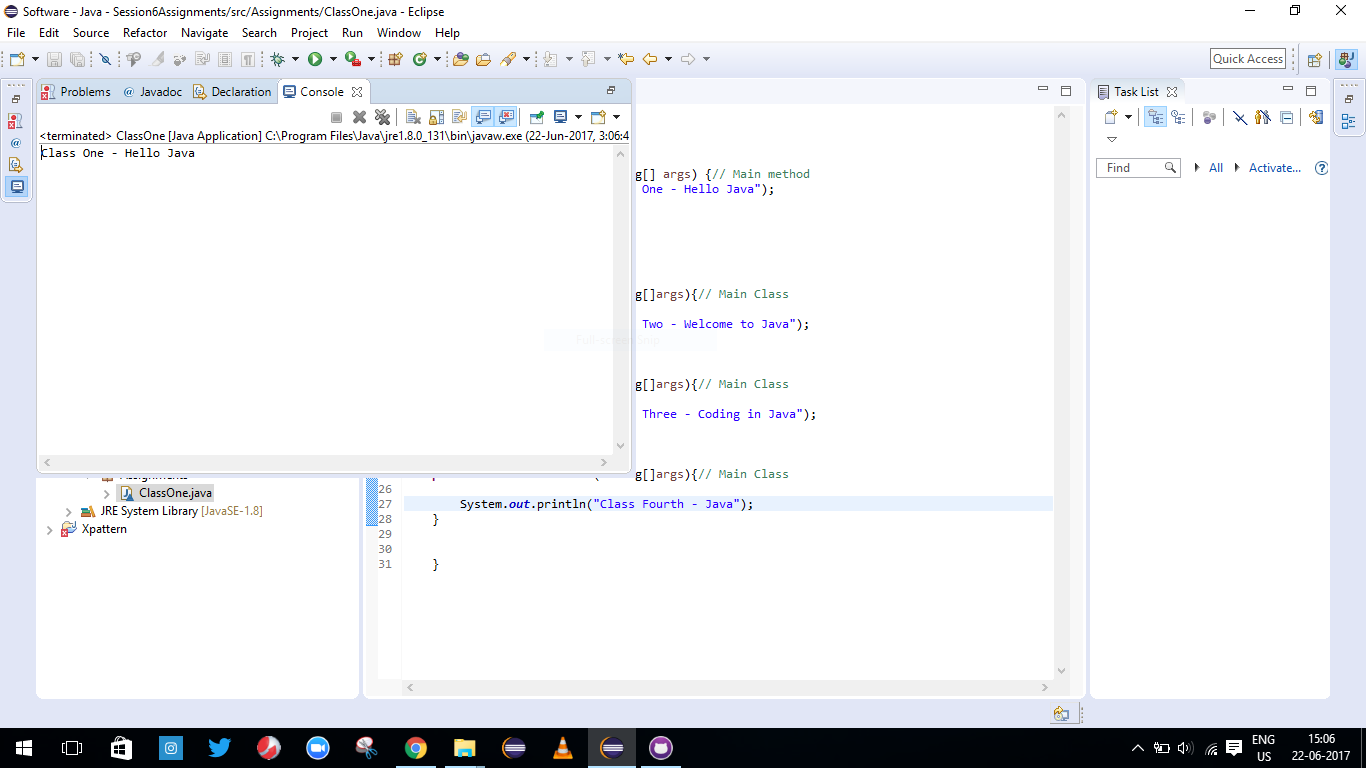 Software - Java - Session6Assignments/src/Assignments/ClassOne.java - Eclipse
File Edit Source Refactor Navigate Search Project Run Window Help
Quick Access
Problems @ Javadoc Declaration Console
<terminated> ClassOne [Java Application] C:\Program Files\Java\jre1.8.0_131\bin\javaw.exe (22-Jun-2017, 3:06:4
Class One - Hello Java
g[] args) {// Main method
One - Hello Java");
g[]args){// Main Class
Two - Welcome to Java");
g[]args){// Main Class
Three - Coding in Java");
g[]args){// Main Class
26
27 System.out.println("Class Fourth - Java");
28 }
29
30
31 }
Task List
Find All Activate...
Assignments
ClassOne.java
JRE System Library [JavaSE-1.8]
Xpattern
ENG
US
15:06
22-06-2017